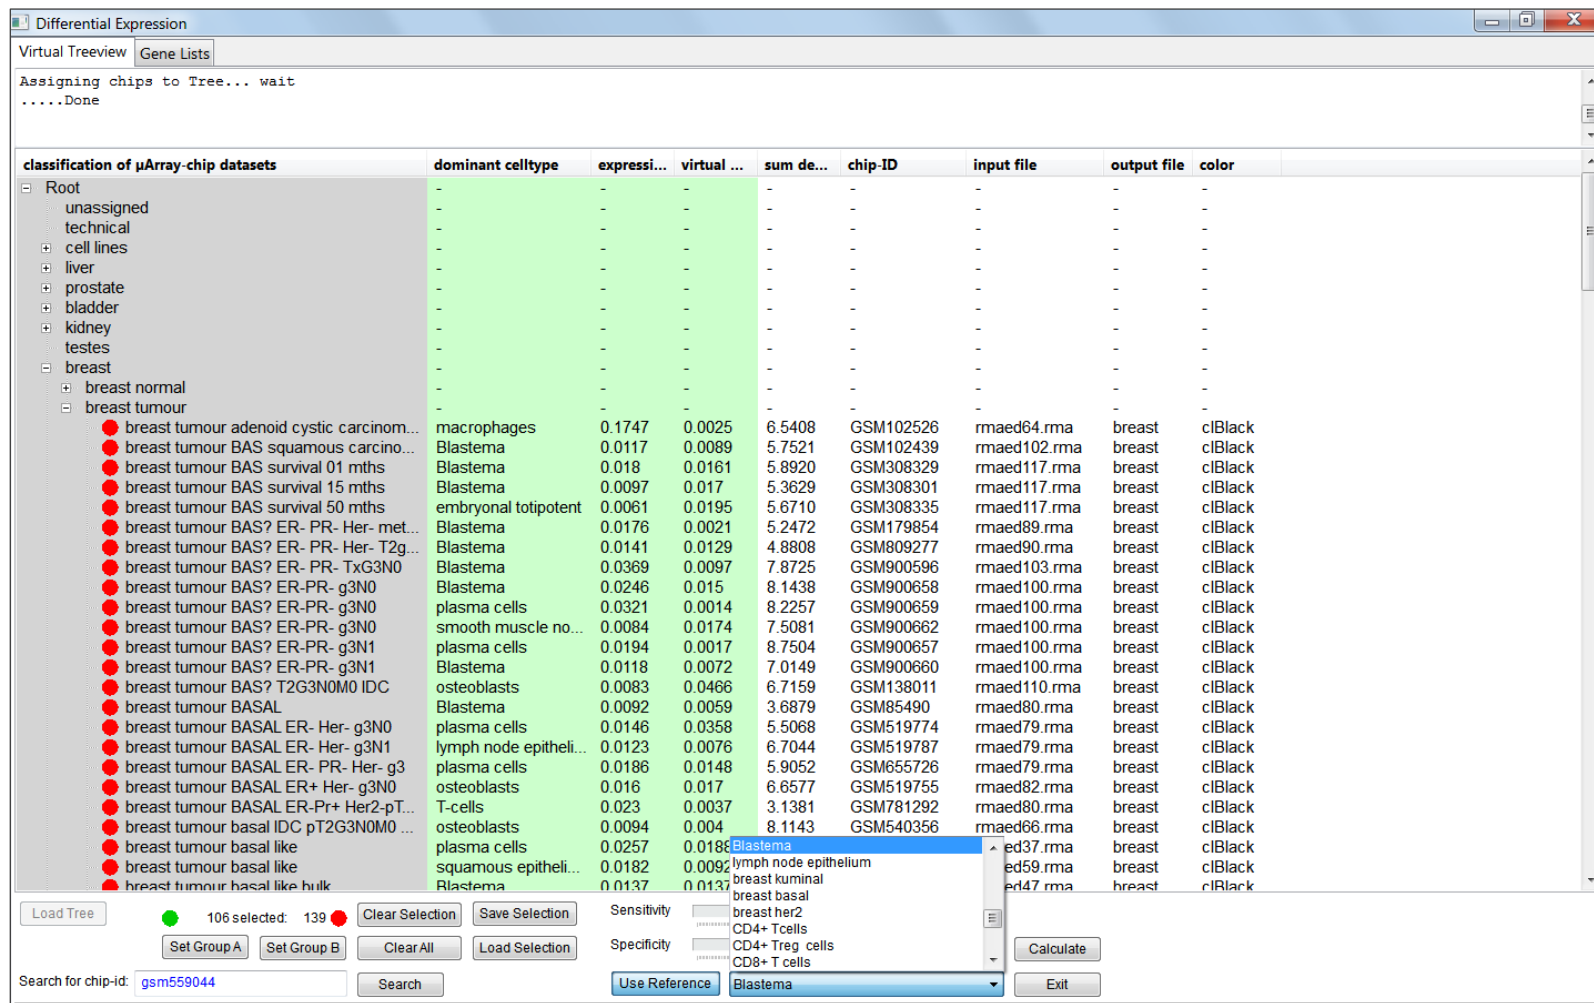 Differential Expression
Virtual Treeview Gene Lists
Assigning chips to Tree... wait
.....Done
classification of µArray-chip datasets dominant celltype expressi... virtual ... sum de... chip-ID input file output file color
Root - - - - - - - -
unassigned - - - - - - - -
technical - - - - - - - -
cell lines - - - - - - - -
liver - - - - - - - -
prostate - - - - - - - -
bladder - - - - - - - -
kidney - - - - - - - -
testes - - - - - - - -
breast - - - - - - - -
breast normal - - - - - - - -
breast tumour - - - - - - - -
breast tumour adenoid cystic carcinom... macrophages 0.1747 0.0025 6.5408 GSM102526 rmaed64.rma breast clBlack
breast tumour BAS squamous carcino... Blastema 0.0117 0.0089 5.7521 GSM102439 rmaed102.rma breast clBlack
breast tumour BAS survival 01 mths Blastema 0.018 0.0161 5.8920 GSM308329 rmaed117.rma breast clBlack
breast tumour BAS survival 15 mths Blastema 0.0097 0.017 5.3629 GSM308301 rmaed117.rma breast clBlack
breast tumour BAS survival 50 mths embryonal totipotent 0.0061 0.0195 5.6710 GSM308335 rmaed117.rma breast clBlack
breast tumour BAS? ER- PR- Her- met... Blastema 0.0176 0.0021 5.2472 GSM179854 rmaed89.rma breast clBlack
breast tumour BAS? ER- PR- Her- T2g... Blastema 0.0141 0.0129 4.8808 GSM809277 rmaed90.rma breast clBlack
breast tumour BAS? ER- PR- TxG3N0 Blastema 0.0369 0.0097 7.8725 GSM900596 rmaed103.rma breast clBlack
breast tumour BAS? ER-PR- g3N0 Blastema 0.0246 0.015 8.1438 GSM900658 rmaed100.rma breast clBlack
breast tumour BAS? ER-PR- g3N0 plasma cells 0.0321 0.0014 8.2257 GSM900659 rmaed100.rma breast clBlack
breast tumour BAS? ER-PR- g3N0 smooth muscle no... 0.0084 0.0174 7.5081 GSM900662 rmaed100.rma breast clBlack
breast tumour BAS? ER-PR- g3N1 plasma cells 0.0194 0.0017 8.7504 GSM900657 rmaed100.rma breast clBlack
breast tumour BAS? ER-PR- g3N1 Blastema 0.0118 0.0072 7.0149 GSM900660 rmaed100.rma breast clBlack
breast tumour BAS? T2G3N0M0 IDC osteoblasts 0.0083 0.0466 6.7159 GSM138011 rmaed110.rma breast clBlack
breast tumour BASAL Blastema 0.0092 0.0059 3.6879 GSM85490 rmaed80.rma breast clBlack
breast tumour BASAL ER- Her- g3N0 plasma cells 0.0146 0.0358 5.5068 GSM519774 rmaed79.rma breast clBlack
breast tumour BASAL ER- Her- g3N1 lymph node epitheli... 0.0123 0.0076 6.7044 GSM519787 rmaed79.rma breast clBlack
breast tumour BASAL ER- PR- Her- g3 plasma cells 0.0186 0.0148 5.9052 GSM655726 rmaed79.rma breast clBlack
breast tumour BASAL ER+ Her- g3N0 osteoblasts 0.016 0.017 6.6577 GSM519755 rmaed82.rma breast clBlack
breast tumour BASAL ER-Pr+ Her2-pT... T-cells 0.023 0.0037 3.1381 GSM781292 rmaed80.rma breast clBlack
breast tumour basal IDC pT2G3N0M0 ... osteoblasts 0.0094 0.004 8.1143 GSM540356 rmaed66.rma breast clBlack
breast tumour basal like plasma cells 0.0257 0.0188 Blastema ed37.rma breast clBlack
breast tumour basal like squamous epitheli... 0.0182 0.0092 lymph node epithelium ed59.rma breast clBlack
breast tumour basal like bulk Blastema 0.0137 0.0137 breast kuminal ed47.rma breast clBlack
breast basal
breast her2
CD4+ Tcells
CD4+ Treg cells
CD8+ T cells
Load Tree 106 selected: 139 Clear Selection Save Selection Sensitivity
Set Group A Set Group B Clear All Load Selection Specificity Calculate
Search for chip-id: gsm559044 Search Use Reference Blastema Exit